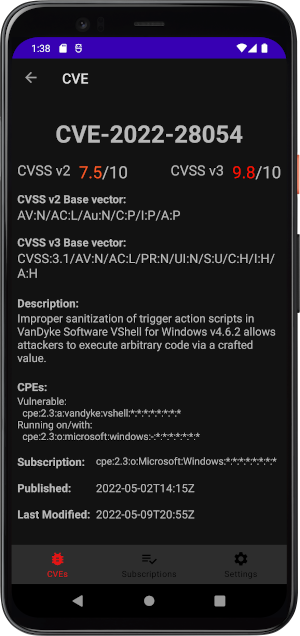 1:38
CVE
CVE-2022-28054
CVSS v2 7.5/10 CVSS v3 9.8/10
CVSS v2 Base vector:
AV:N/AC:L/Au:N/C:P/I:P/A:P
CVSS v3 Base vector:
CVSS:3.1/AV:N/AC:L/PR:N/UI:N/S:U/C:H/I:H/
A:H
Description:
Improper sanitization of trigger action scripts in
VanDyke Software VShell for Windows v4.6.2 allows
attackers to execute arbitrary code via a crafted
value.
CPEs:
Vulnerable:
cpe:2.3:a:vandyke:vshell:*:*:*:*:*:*:*:*
Running on/with:
cpe:2.3:o:microsoft:windows:-:*:*:*:*:*:*:*
Subscription: cpe:2.3:o:Microsoft:Windows:*:*:*:*:*:*:*:*
Published: 2022-05-02T14:15Z
Last Modified: 2022-05-09T20:55Z
CVEs Subscriptions Settings